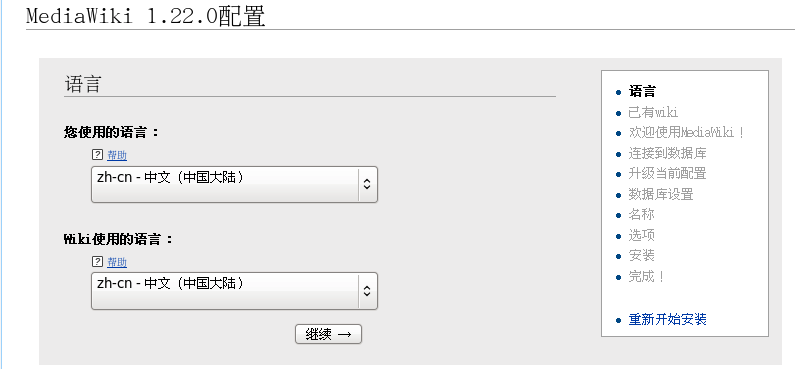 MediaWiki 1.22.0配置
语言
您使用的语言：
? 帮助
zh-cn - 中文（中国大陆）
Wiki使用的语言：
? 帮助
zh-cn - 中文（中国大陆）
继续 →
语言
已有wiki
欢迎使用MediaWiki！
连接到数据库
升级当前配置
数据库设置
名称
选项
安装
完成！
重新开始安装